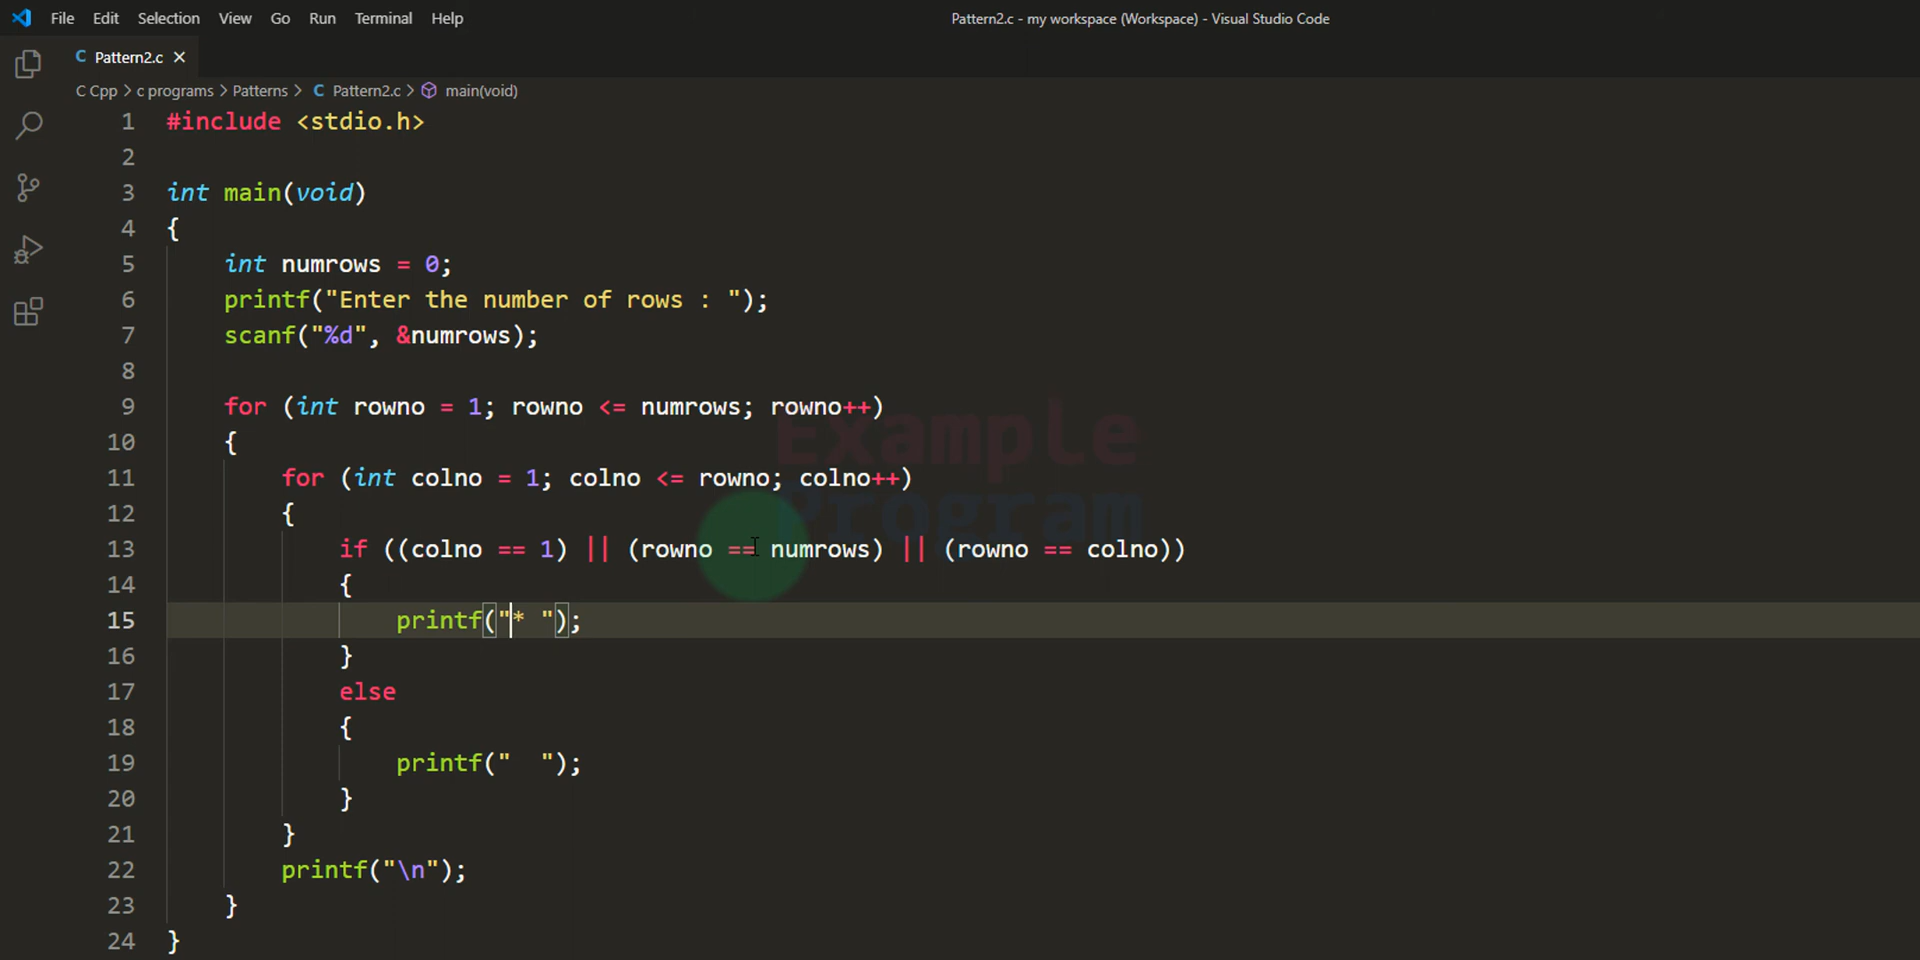 File Edit Selection View Go Run Terminal Help Pattern2.c - my workspace (Workspace) - Visual Studio Code
C Pattern2.c ×
C Cpp > c programs > Patterns > C Pattern2.c > main(void)
1 #include <stdio.h>
2
3 int main(void)
4 {
5     int numrows = 0;
6     printf("Enter the number of rows : ");
7     scanf("%d", &numrows);
8
9     for (int rowno = 1; rowno <= numrows; rowno++)
Example
10     {
11         for (int colno = 1; colno <= rowno; colno++)
Program
12         {
13             if ((colno == 1) || (rowno == numrows) || (rowno == colno))
14             {
15                 printf("* ");
16             }
17             else
18             {
19                 printf("  ");
20             }
21         }
22         printf("\n");
23     }
24 }